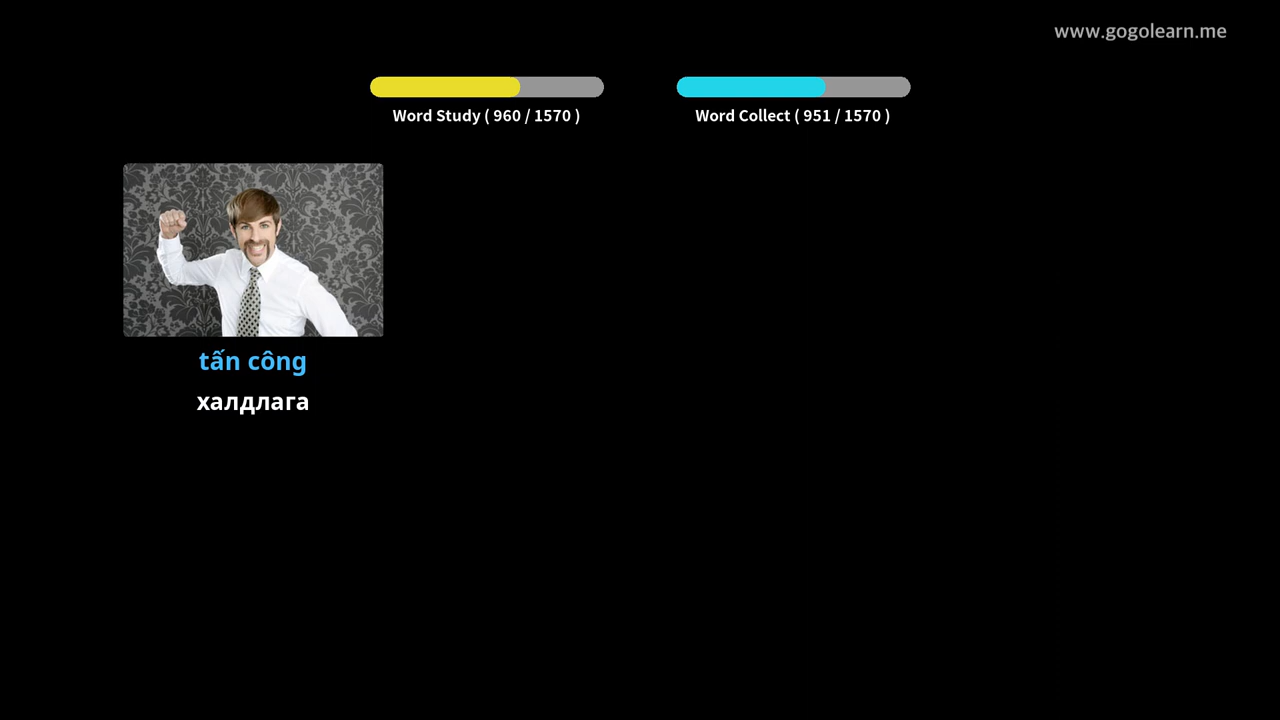 www.gogolearn.me
Word Study ( 960 / 1570 )
Word Collect ( 951 / 1570 )
tấn công
халдлага